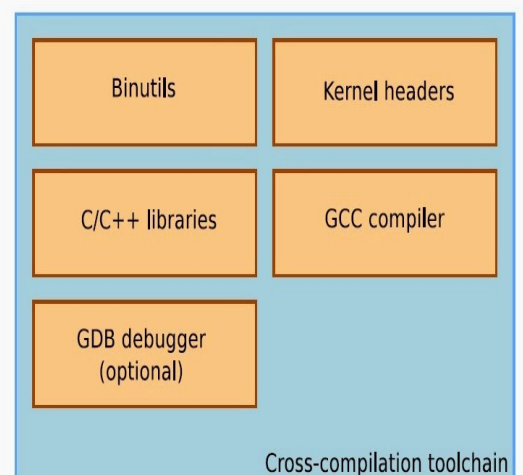 Binutils
Kernel headers
C/C++ libraries
GCC compiler
GDB debugger
(optional)
Cross-compilation toolchain